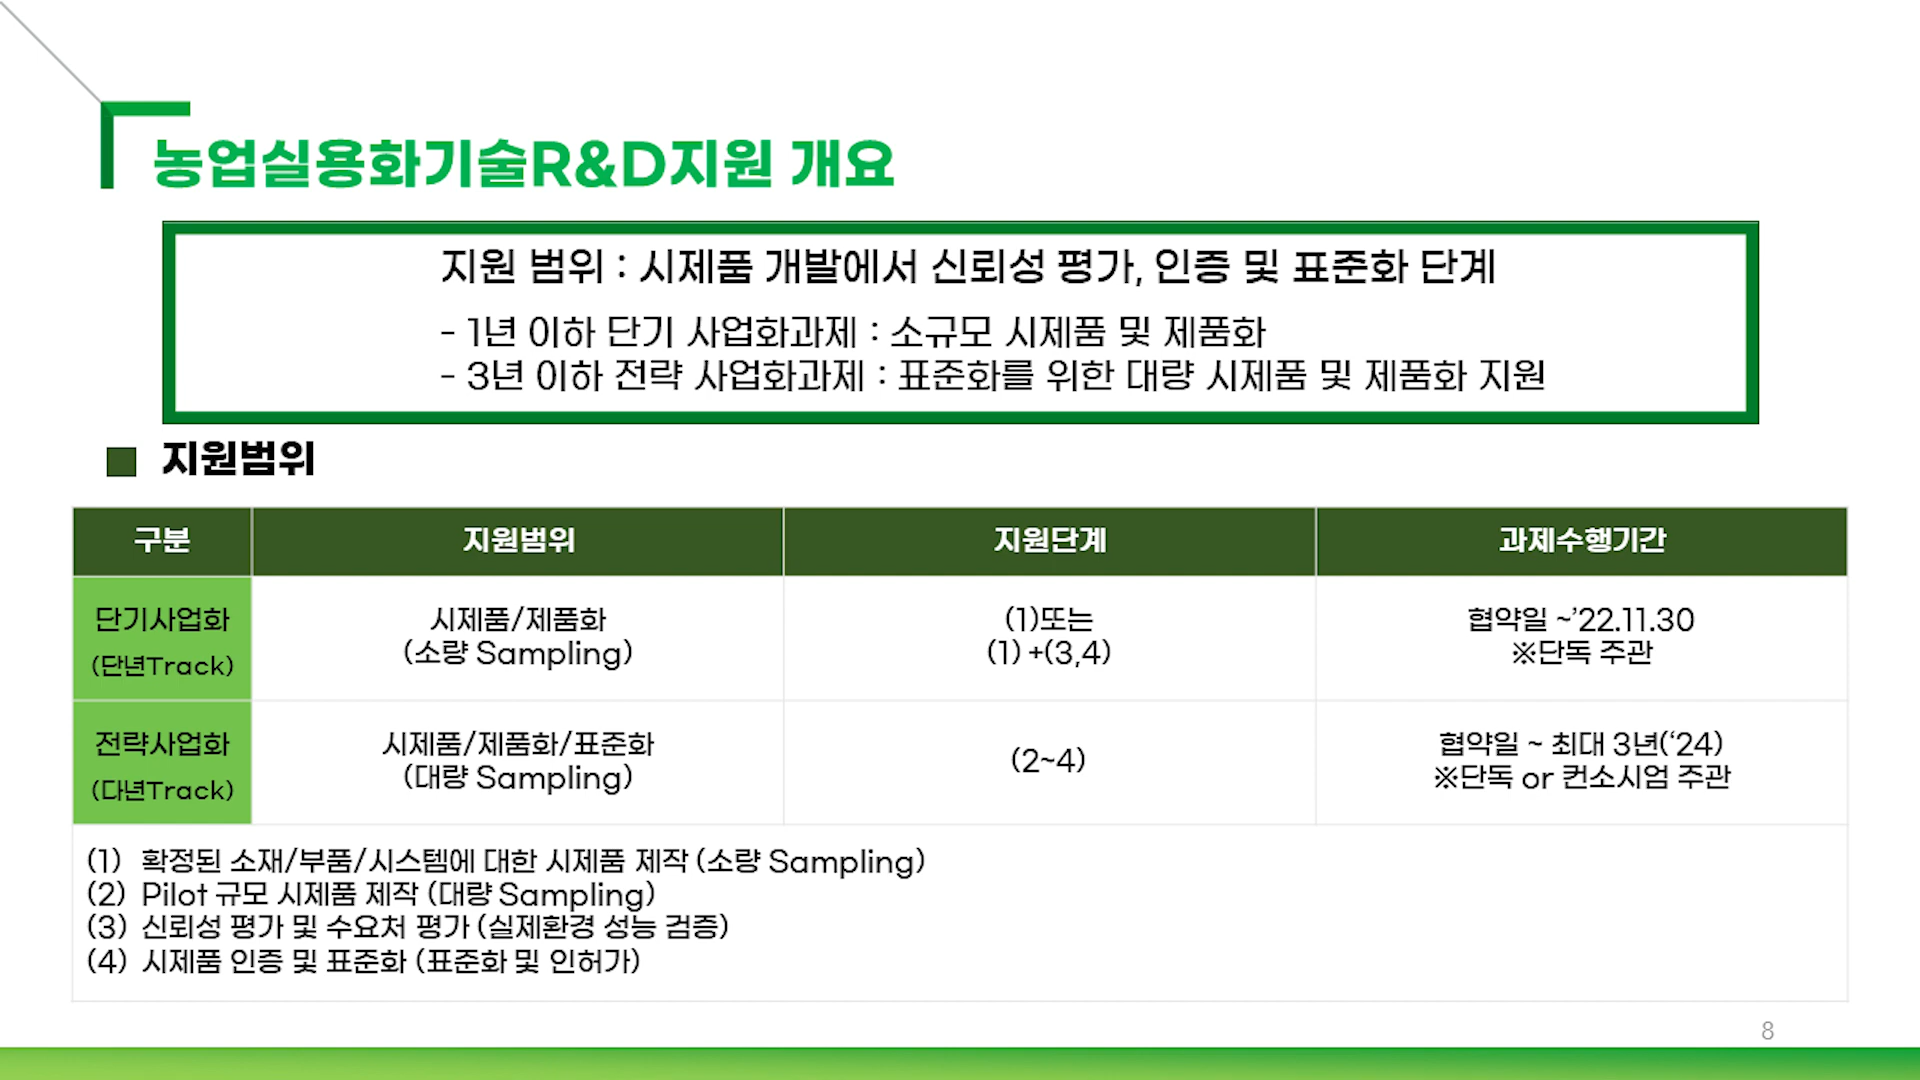 농업실용화기술R&D지원 개요
지원 범위 : 시제품 개발에서 신뢰성 평가, 인증 및 표준화 단계
- 1년 이하 단기 사업화과제 : 소규모 시제품 및 제품화
- 3년 이하 전략 사업화과제 : 표준화를 위한 대량 시제품 및 제품화 지원
지원범위
구분 지원범위 지원단계 과제수행기간
단기사업화
(단년Track)
시제품/제품화
(소량 Sampling)
(1)또는
(1) +(3,4)
협약일 ~’22.11.30
※단독 주관
전략사업화
(다년Track)
시제품/제품화/표준화
(대량 Sampling)
(2~4)
협약일 ~ 최대 3년(‘24)
※단독 or 컨소시엄 주관
(1) 확정된 소재/부품/시스템에 대한 시제품 제작 (소량 Sampling)
(2) Pilot 규모 시제품 제작 (대량 Sampling)
(3) 신뢰성 평가 및 수요처 평가 (실제환경 성능 검증)
(4) 시제품 인증 및 표준화 (표준화 및 인허가)
8